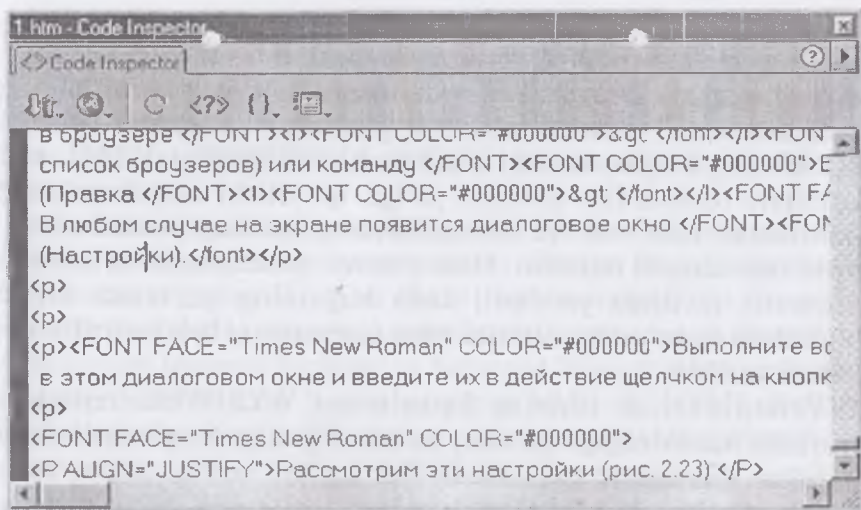 1.htm - Code Inspector
<> Code Inspector
<?> {}
в броузере </FONT><I><FONT COLOR="#000000">&gt </font></I><FON
список броузеров) или команду </FONT><FONT COLOR="#000000">E
(Правка </FONT><I><FONT COLOR="#000000">&gt </font></I><FONT FA
В любом случае на экране появится диалоговое окно </FONT><FON
(Настройки).</font></p>
<p>
<p>
<p><FONT FACE="Times New Roman" COLOR="#000000">Выполните вс
в этом диалоговом окне и введите их в действие щелчком на кнопк
<p>
<FONT FACE="Times New Roman" COLOR="#000000">
<P ALIGN="JUSTIFY">Рассмотрим эти настройки (рис. 2.23).</P>